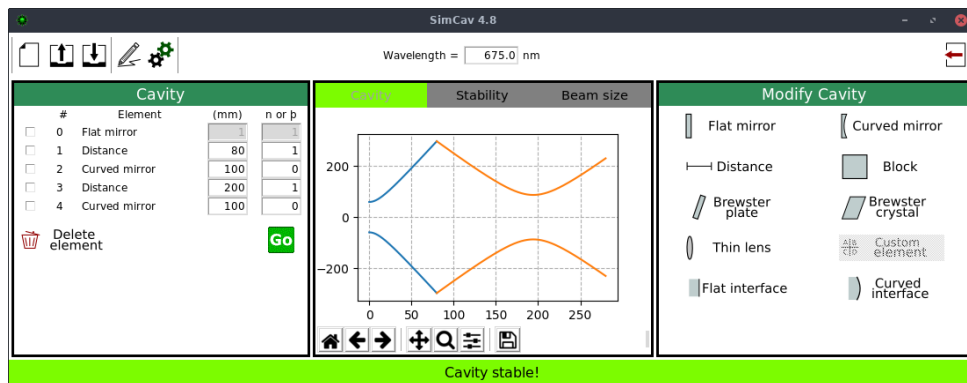 SimCav 4.8
Wavelength = 675.0 nm
Cavity
# Element (mm) n or þ
0 Flat mirror 1 1
1 Distance 80 1
2 Curved mirror 100 0
3 Distance 200 1
4 Curved mirror 100 0
Delete
element
Go
Cavity Stability Beam size
200
0
−200
0 50 100 150 200 250
Modify Cavity
Flat mirror Curved mirror
Distance Block
Brewster
plate
Brewster
crystal
Thin lens
A|B
C|D
Custom
element
Flat interface
Curved
interface
Cavity stable!